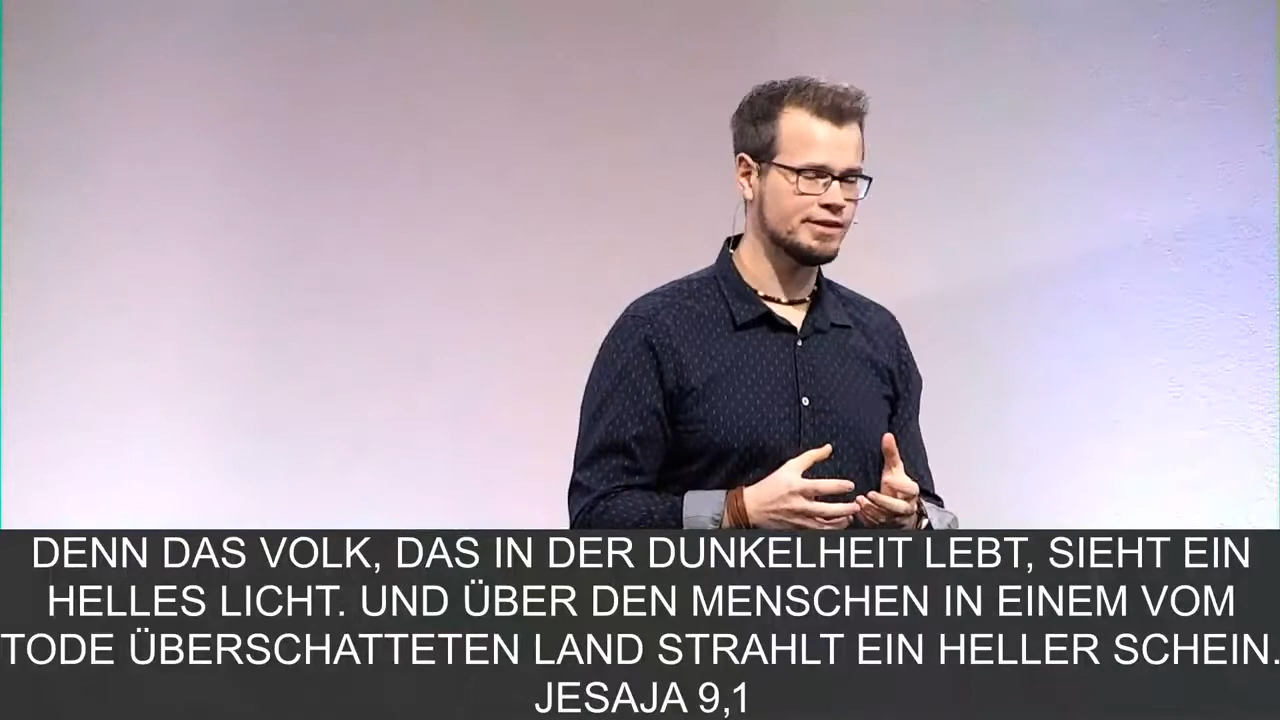 DENN DAS VOLK, DAS IN DER DUNKELHEIT LEBT, SIEHT EIN
HELLES LICHT. UND ÜBER DEN MENSCHEN IN EINEM VOM
TODE ÜBERSCHATTETEN LAND STRAHLT EIN HELLER SCHEIN.
JESAJA 9,1